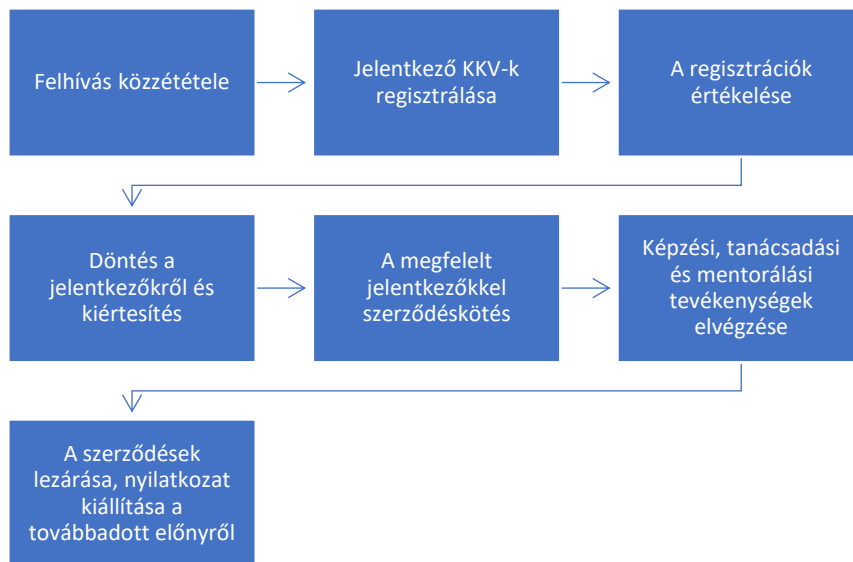 Felhívás közzététele
Jelentkező KKV-k
regisztrálása
A regisztrációk
értékelése
Döntés a
jelentkezőkről és
kiértesítés
A megfelelt
jelentkezőkkel
szerződéskötés
Képzési, tanácsadási
és mentorálási
tevékenységek
elvégzése
A szerződések
lezárása, nyilatkozat
kiállítása a
továbbadott előnyről